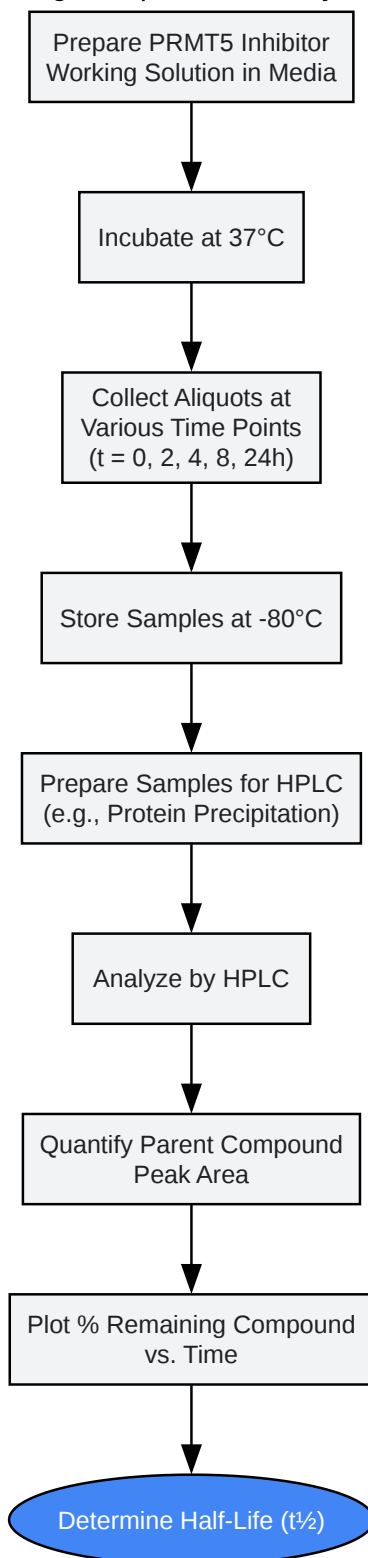 Prepare PRMT5 Inhibitor
Working Solution in Media
Incubate at 37°C
Collect Aliquots at
Various Time Points
(t = 0, 2, 4, 8, 24h)
Store Samples at -80°C
Prepare Samples for HPLC
(e.g., Protein Precipitation)
Analyze by HPLC
Quantify Parent Compound
Peak Area
Plot % Remaining Compound
vs. Time
Determine Half-Life (t½)